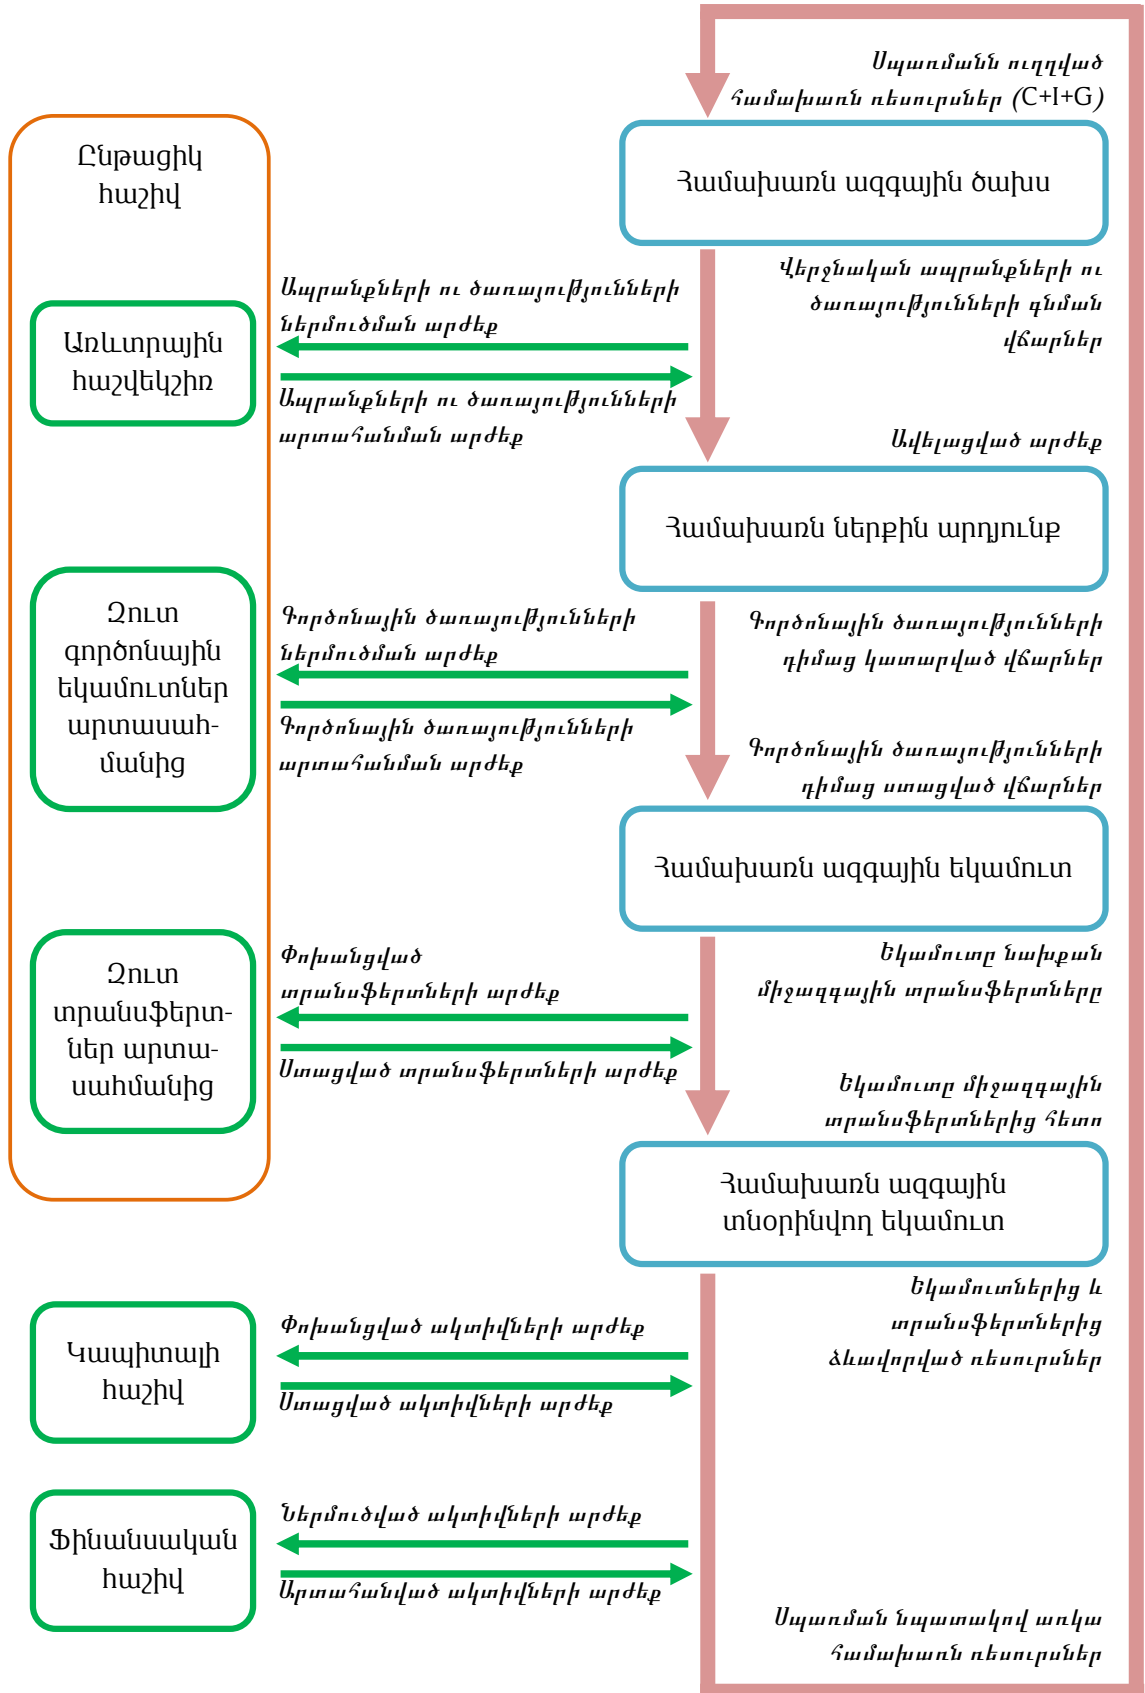 Սպառմանն ուղղված
համախառն ռեսուրսներ (C+I+G)
Համախառն ազգային ծախս
Ընթացիկ
հաշիվ
Վերջնական ապրանքների ու
ծառայությունների գնման
վճարներ
Ապրանքների ու ծառայությունների
ներմուծման արժեք
Առևտրային
հաշվեկշիռ
Ապրանքների ու ծառայությունների
արտահանման արժեք
Ավելացված արժեք
Համախառն ներքին արդյունք
Զուտ
գործոնային
եկամուտներ
արտասահ-
մանից
Գործոնային ծառայությունների
ներմուծման արժեք
Գործոնային ծառայությունների
դիմաց կատարված վճարներ
Գործոնային ծառայությունների
արտահանման արժեք
Գործոնային ծառայությունների
դիմաց ստացված վճարներ
Համախառն ազգային եկամուտ
Զուտ
տրանսֆերտ-
ներ արտա-
սահմանից
Փոխանցված
տրանսֆերտների արժեք
Եկամուտը նախքան
միջազգային տրանսֆերտները
Ստացված տրանսֆերտների արժեք
Եկամուտը միջազգային
տրանսֆերտներից հետո
Համախառն ազգային
տնօրինվող եկամուտ
Եկամուտներից և
տրանսֆերտներից
ձևավորված ռեսուրսներ
Կապիտալի
հաշիվ
Փոխանցված ակտիվների արժեք
Ստացված ակտիվների արժեք
Ֆինանսական
հաշիվ
Ներմուծված ակտիվների արժեք
Արտահանված ակտիվների արժեք
Սպառման նպատակով առկա
համախառն ռեսուրսներ